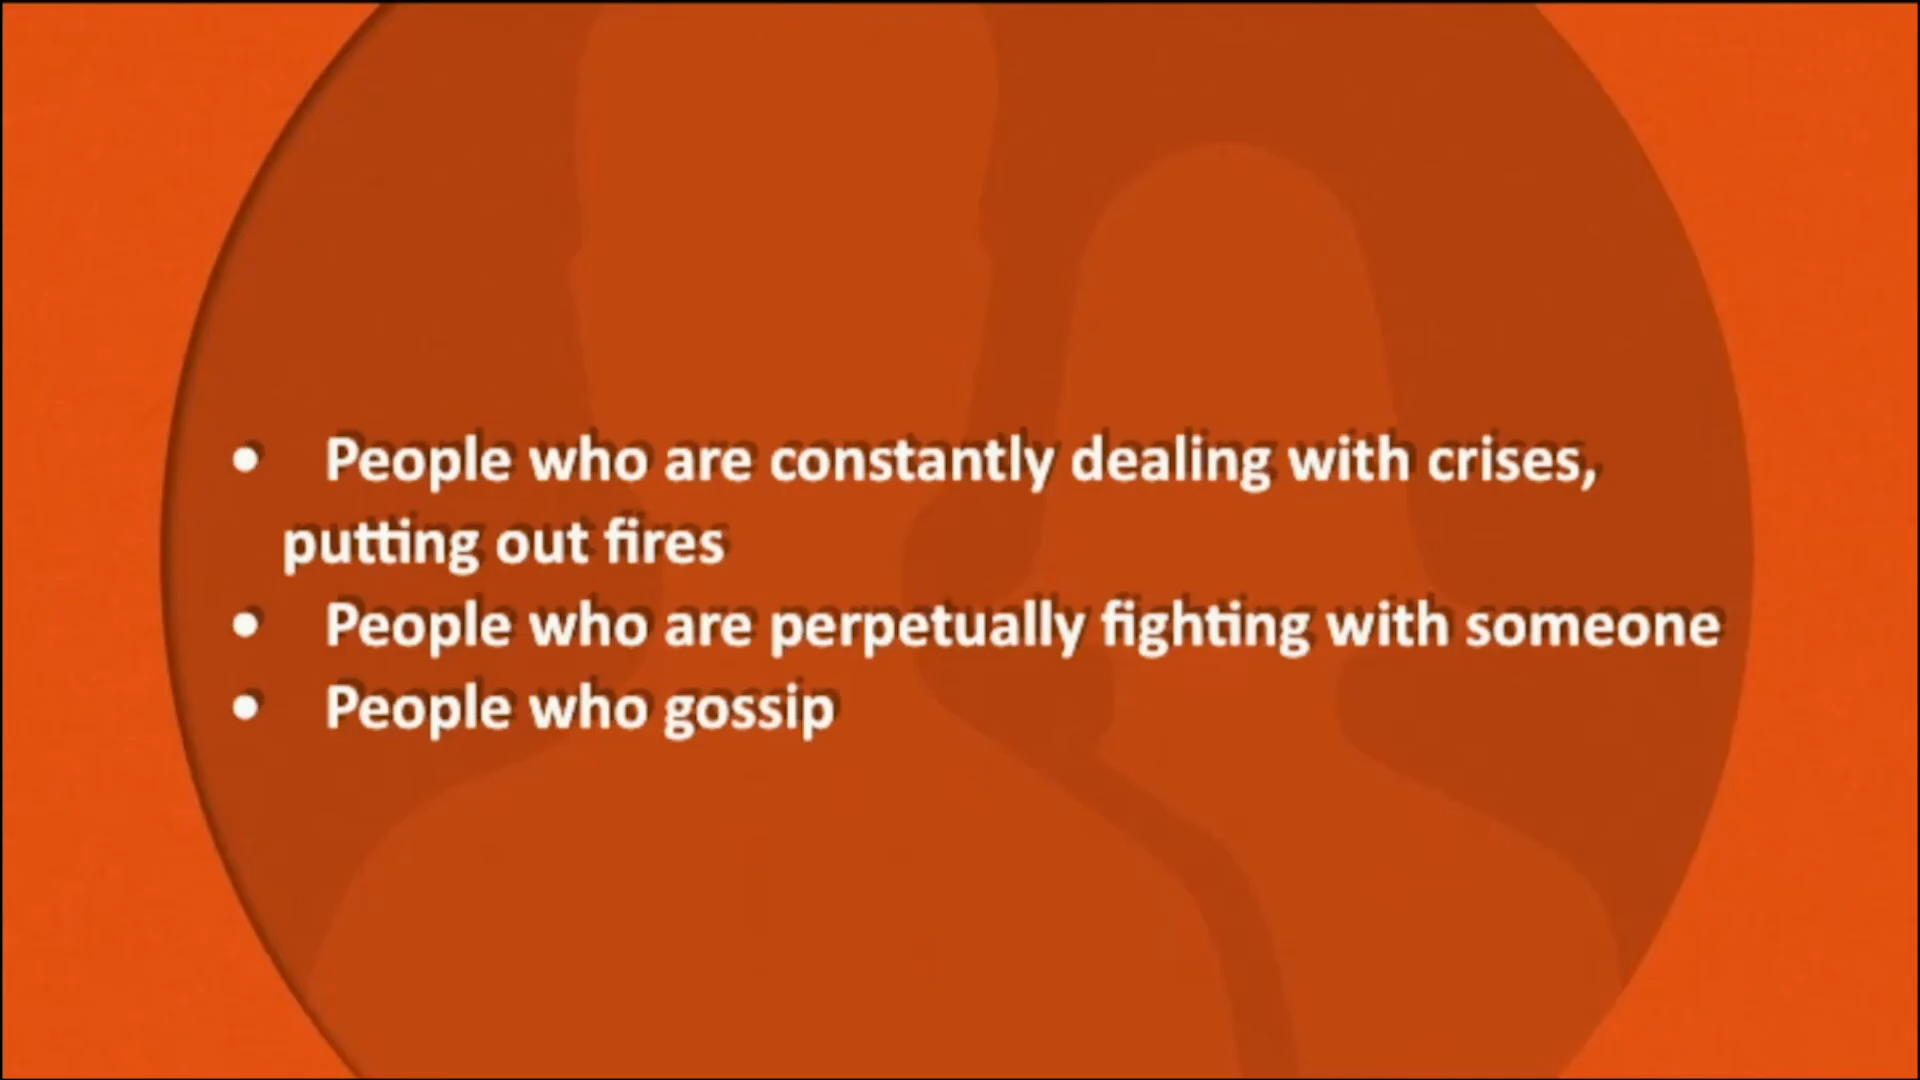 • People who are constantly dealing with crises,
putting out fires
• People who are perpetually fighting with someone
• People who gossip